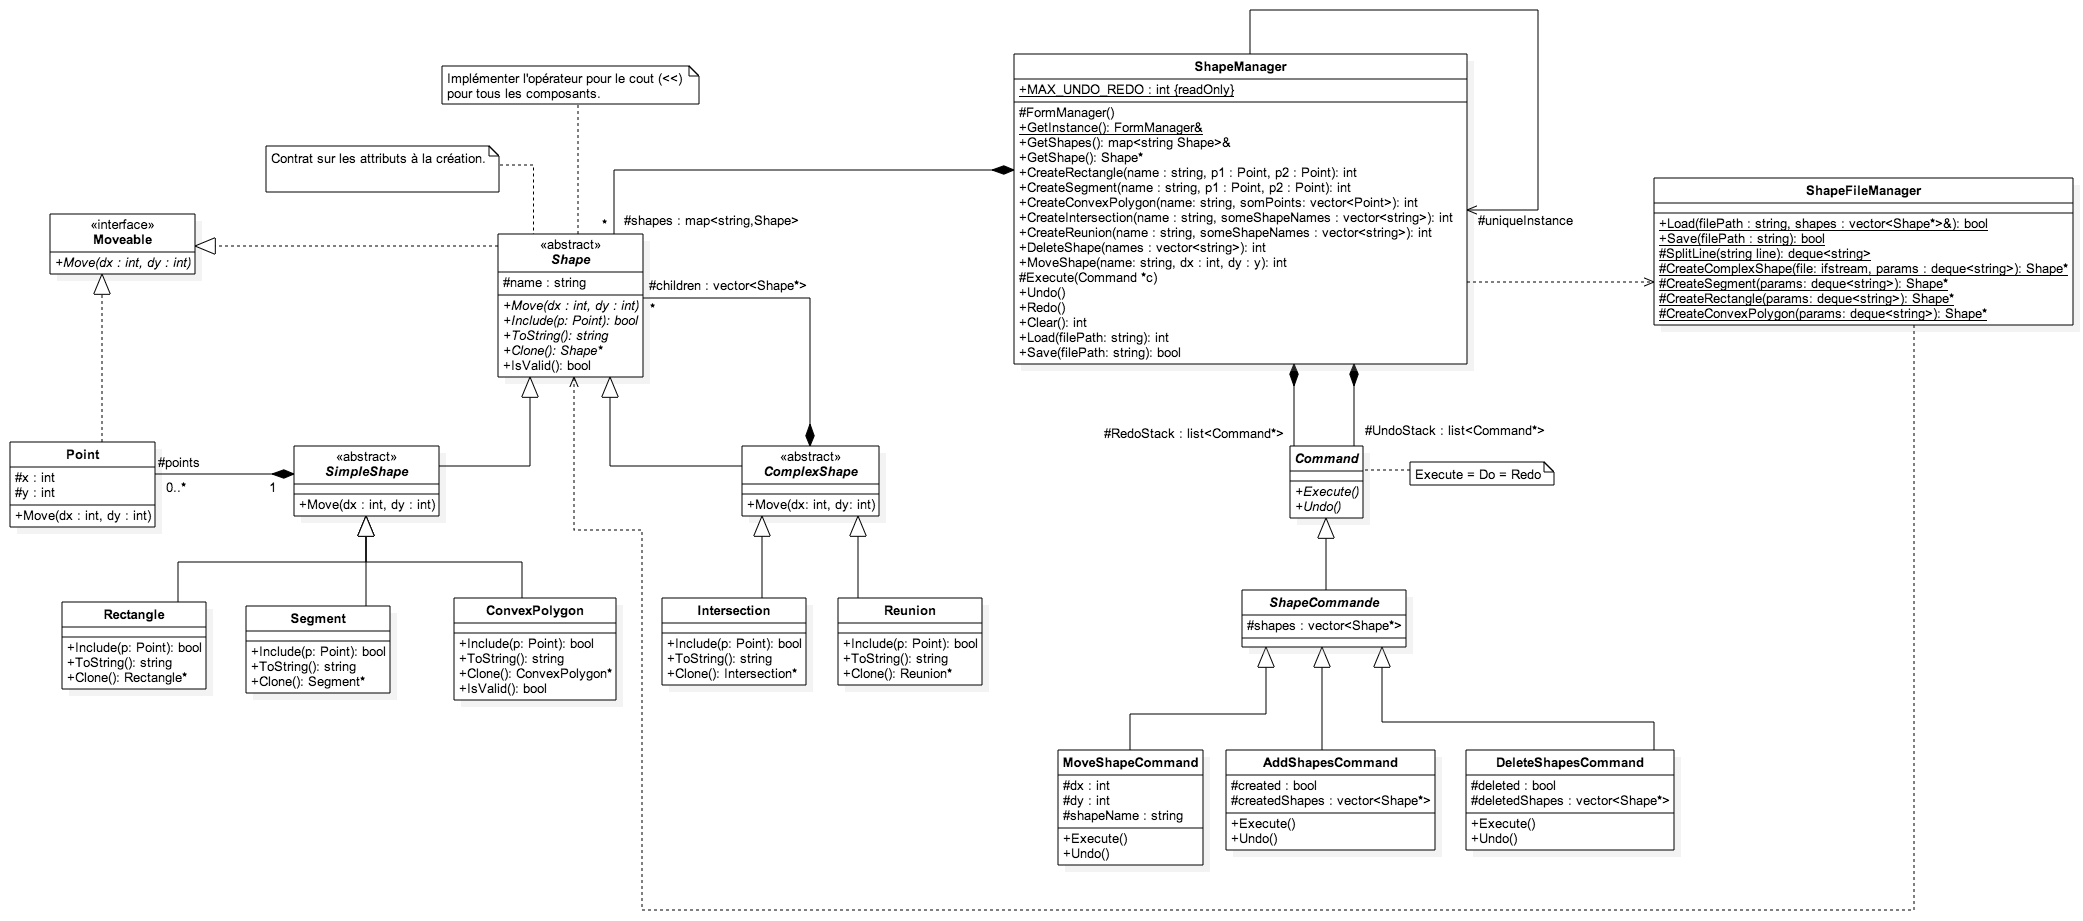 Implémenter l'opérateur pour le cout (<<)
pour tous les composants.
Contrat sur les attributs à la création.
«interface»
Moveable
+Move(dx : int, dy : int)
«abstract»
Shape
#name : string
+Move(dx : int, dy : int)
+Include(p: Point): bool
+ToString(): string
+Clone(): Shape*
+IsValid(): bool
*
#shapes : map<string,Shape>
#children : vector<Shape*>
*
ShapeManager
+MAX_UNDO_REDO : int {readOnly}
#FormManager()
+GetInstance(): FormManager&
+GetShapes(): map<string Shape>&
+GetShape(): Shape*
+CreateRectangle(name : string, p1 : Point, p2 : Point): int
+CreateSegment(name : string, p1 : Point, p2 : Point): int
+CreateConvexPolygon(name: string, somPoints: vector<Point>): int
+CreateIntersection(name : string, someShapeNames : vector<string>): int
+CreateReunion(name : string, someShapeNames : vector<string>): int
+DeleteShape(names : vector<string>): int
+MoveShape(name: string, dx : int, dy : y): int
#Execute(Command *c)
+Undo()
+Redo()
+Clear(): int
+Load(filePath: string): int
+Save(filePath: string): bool
#uniqueInstance
ShapeFileManager
+Load(filePath : string, shapes : vector<Shape*>&): bool
+Save(filePath : string): bool
#SplitLine(string line): deque<string>
#CreateComplexShape(file: ifstream, params : deque<string>): Shape*
#CreateSegment(params: deque<string>): Shape*
#CreateRectangle(params: deque<string>): Shape*
#CreateConvexPolygon(params: deque<string>): Shape*
Point
#x : int
#y : int
+Move(dx : int, dy : int)
#points
0..*
1
«abstract»
SimpleShape
+Move(dx : int, dy : int)
«abstract»
ComplexShape
+Move(dx: int, dy: int)
#RedoStack : list<Command*>
#UndoStack : list<Command*>
Command
+Execute()
+Undo()
Execute = Do = Redo
Rectangle
+Include(p: Point): bool
+ToString(): string
+Clone(): Rectangle*
Segment
+Include(p: Point): bool
+ToString(): string
+Clone(): Segment*
ConvexPolygon
+Include(p: Point): bool
+ToString(): string
+Clone(): ConvexPolygon*
+IsValid(): bool
Intersection
+Include(p: Point): bool
+ToString(): string
+Clone(): Intersection*
Reunion
+Include(p: Point): bool
+ToString(): string
+Clone(): Reunion*
ShapeCommande
#shapes : vector<Shape*>
MoveShapeCommand
#dx : int
#dy : int
#shapeName : string
+Execute()
+Undo()
AddShapesCommand
#created : bool
#createdShapes : vector<Shape*>
+Execute()
+Undo()
DeleteShapesCommand
#deleted : bool
#deletedShapes : vector<Shape*>
+Execute()
+Undo()